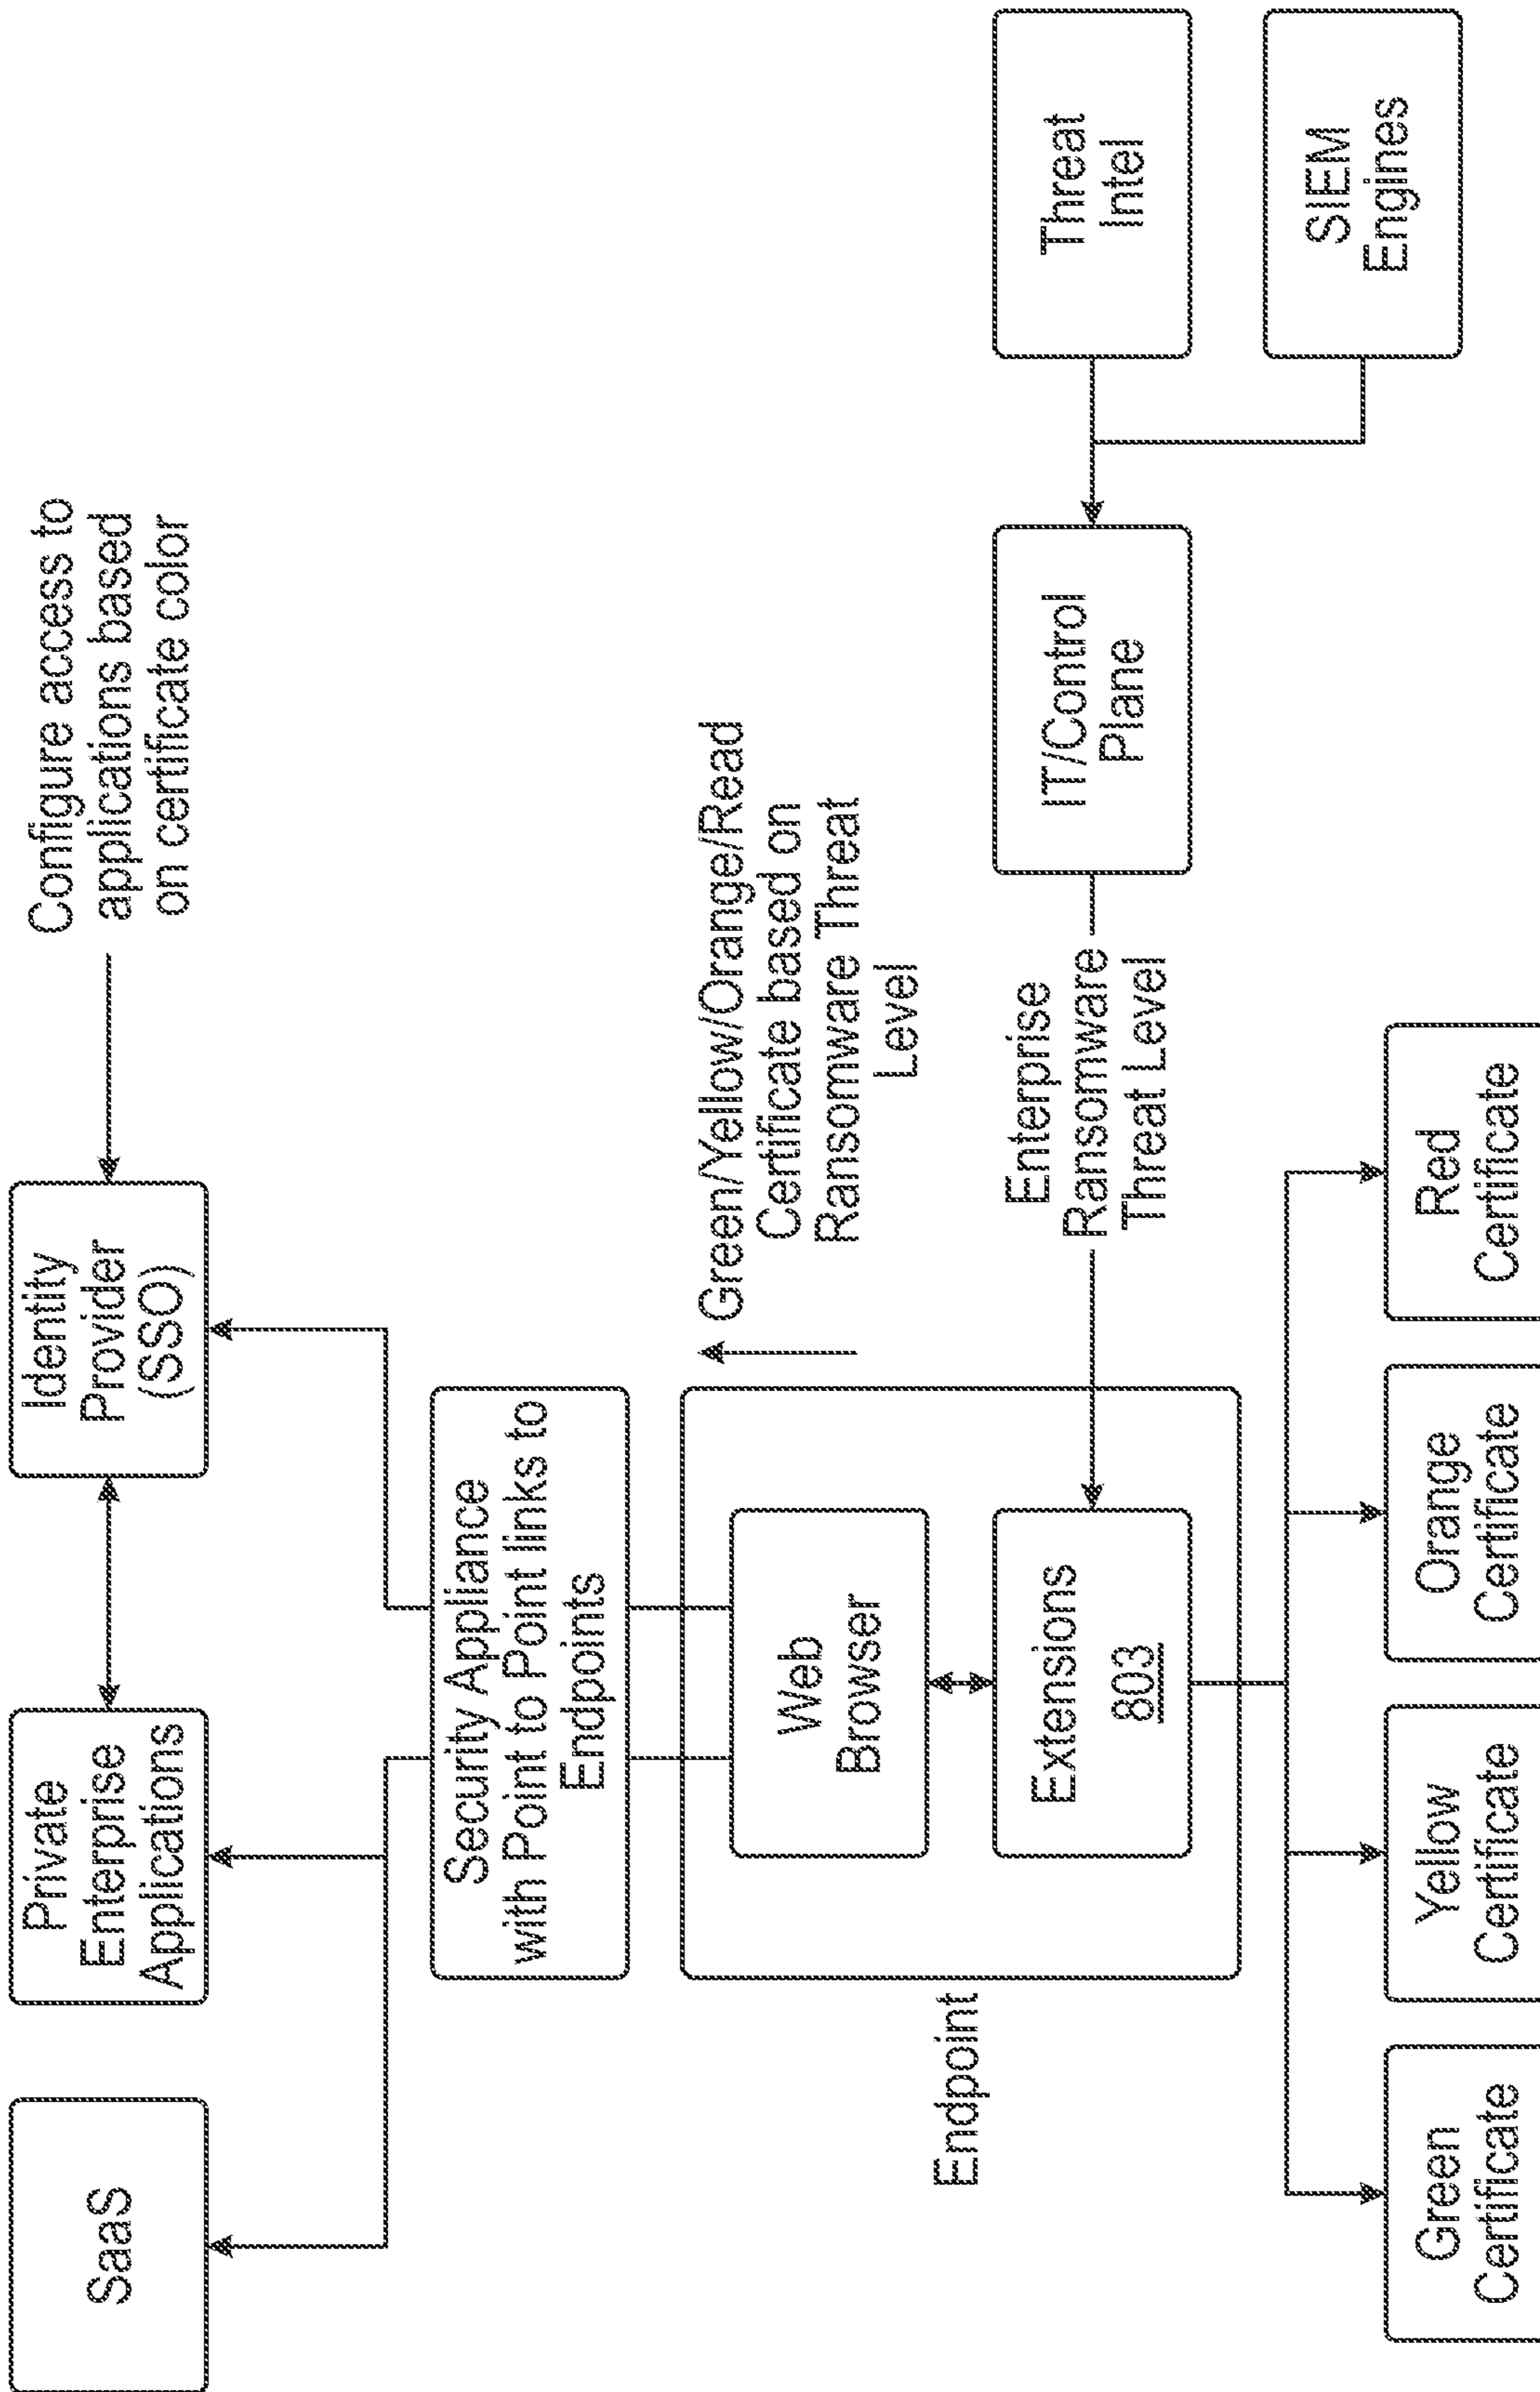 SaaS
Private
Enterprise
Applications
Identity
Provider
(SSO)
Configure access to
applications based
on certificate color
Security Appliance
with Point to Point links to
Endpoints
Green/Yellow/Orange/Read
Certificate based on
Ransomware Threat
Level
Endpoint
Web
Browser
Extensions
803
Enterprise
Ransomware
Threat Level
IT/Control
Plane
Threat
Intel
SIEM
Engines
Green
Certificate
Yellow
Certificate
Orange
Certificate
Red
Certificate